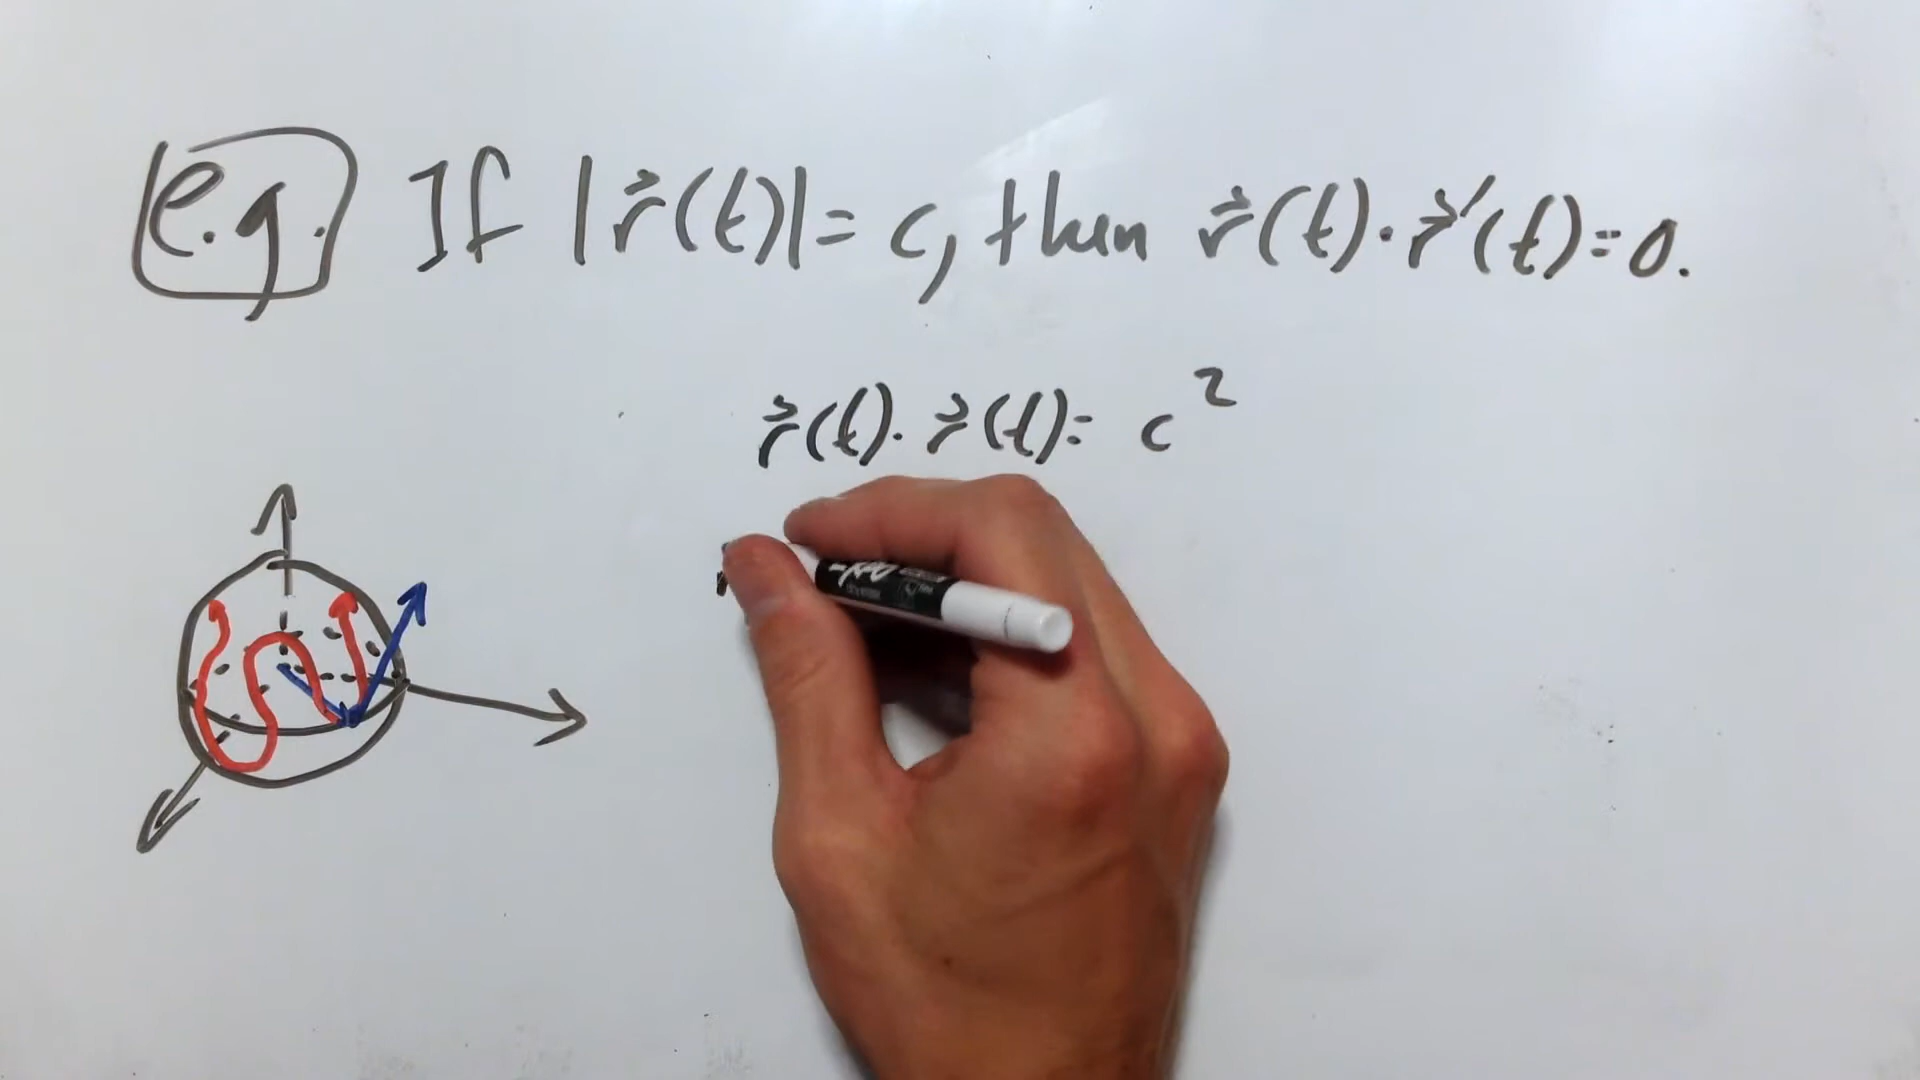 e.g. If |r⃗(t)| = c, then r⃗(t)·r⃗′(t)=0.
r⃗(t)·r⃗(t)= c²